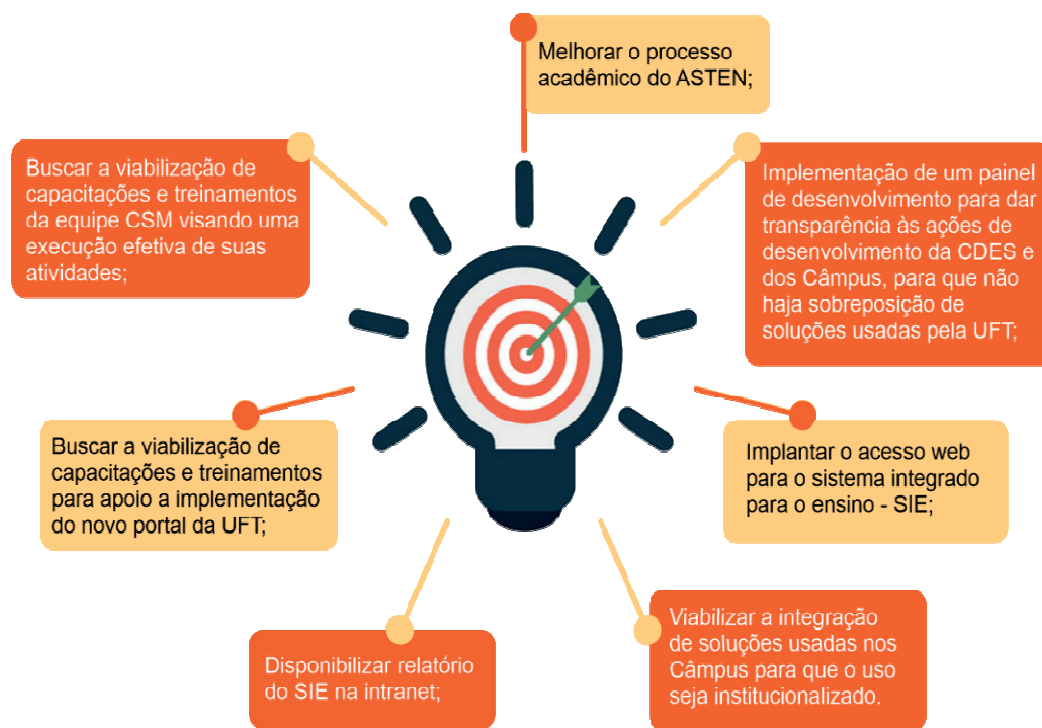 Melhorar o processo
acadêmico do ASTEN;
Implementação de um painel
de desenvolvimento para dar
transparência às ações de
desenvolvimento da CDES e
dos Câmpus, para que não
haja sobreposição de
soluções usadas pela UFT;
Implantar o acesso web
para o sistema integrado
para o ensino - SIE;
Viabilizar a integração
de soluções usadas nos
Câmpus para que o uso
seja institucionalizado.
Disponibilizar relatório
do SIE na intranet;
Buscar a viabilização de
capacitações e treinamentos
para apoio a implementação
do novo portal da UFT;
Buscar a viabilização de
capacitações e treinamentos
da equipe CSM visando uma
execução efetiva de suas
atividades;